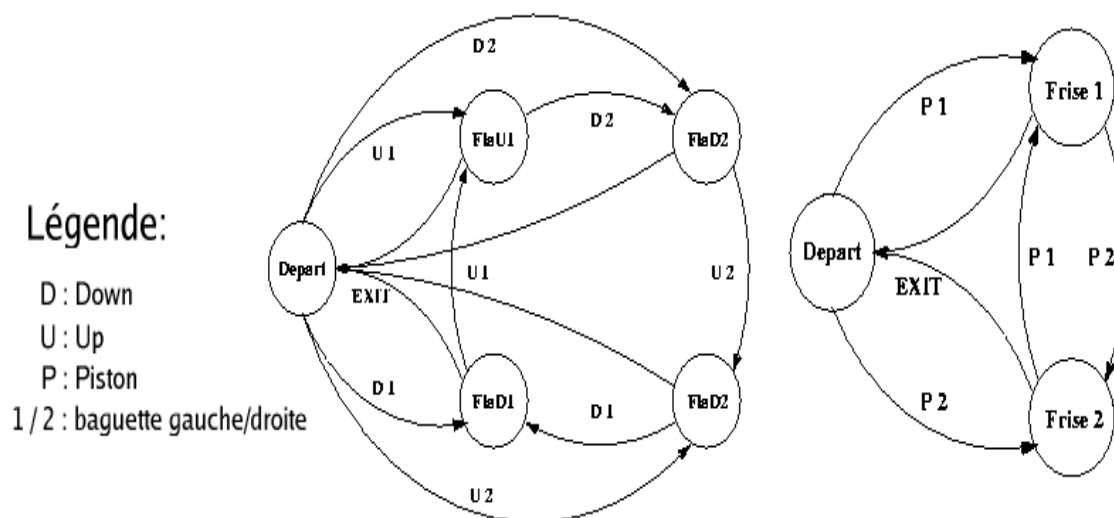 Légende:
D : Down
U : Up
P : Piston
1 / 2 : baguette gauche/droite
D 2
U 1
FlaU1
D 2
FlaD2
Depart
EXIT
U 1
U 2
D 1
FlaD1
D 1
FlaD2
U 2
P 1
Frise 1
Depart
EXIT
P 1
P 2
P 2
Frise 2